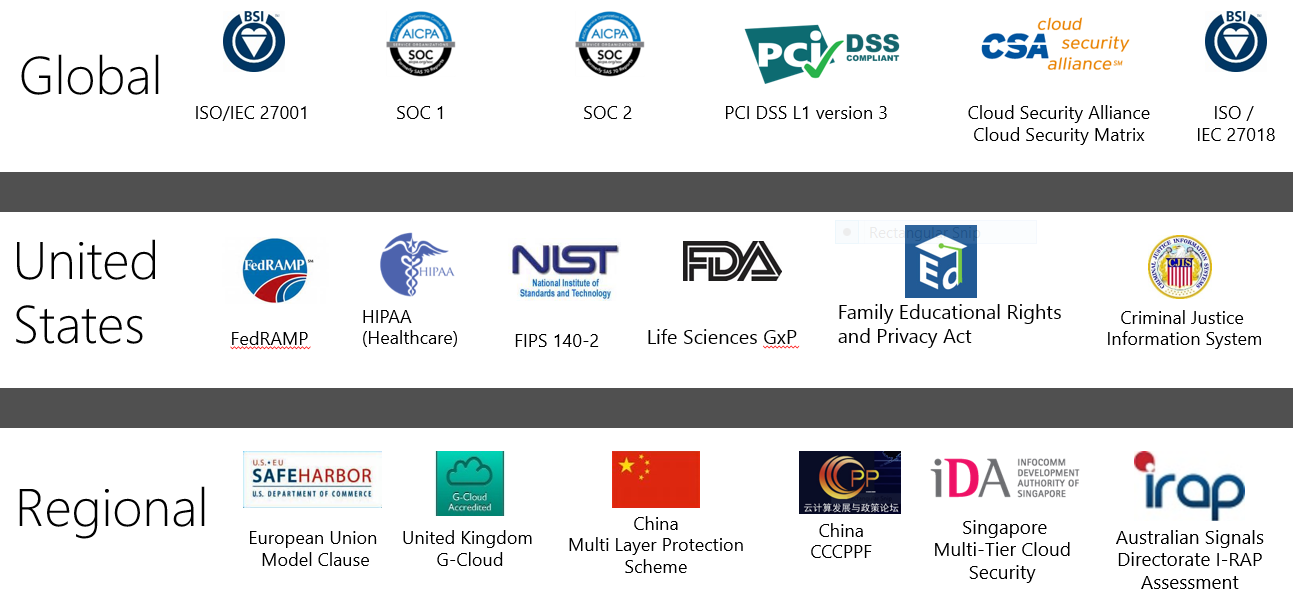 Global
BSI
ISO/IEC 27001
AICPA
SOC
SOC 1
AICPA
SOC
SOC 2
PCI DSS
COMPLIANT
PCI DSS L1 version 3
CSA cloud
security
alliance℠
Cloud Security Alliance
Cloud Security Matrix
BSI
ISO /
IEC 27018
United
States
FedRAMP
FedRAMP
HIPAA
HIPAA
(Healthcare)
NIST
National Institute of
Standards and Technology
FIPS 140-2
FDA
Life Sciences GxP
Rectangular Snip
Ed
Family Educational Rights
and Privacy Act
CRIMINAL JUSTICE INFORMATION SYSTEMS
CJIS
Criminal Justice
Information System
Regional
U.S.•EU
SAFEHARBOR
U.S. DEPARTMENT OF COMMERCE
European Union
Model Clause
G-Cloud
Accredited
United Kingdom
G-Cloud
China
Multi Layer Protection
Scheme
CPP
云计算发展与政策论坛
China
CCCPPF
iDA
INFOCOMM
DEVELOPMENT
AUTHORITY OF
SINGAPORE
Singapore
Multi-Tier Cloud
Security
irap
Australian Signals
Directorate I-RAP
Assessment